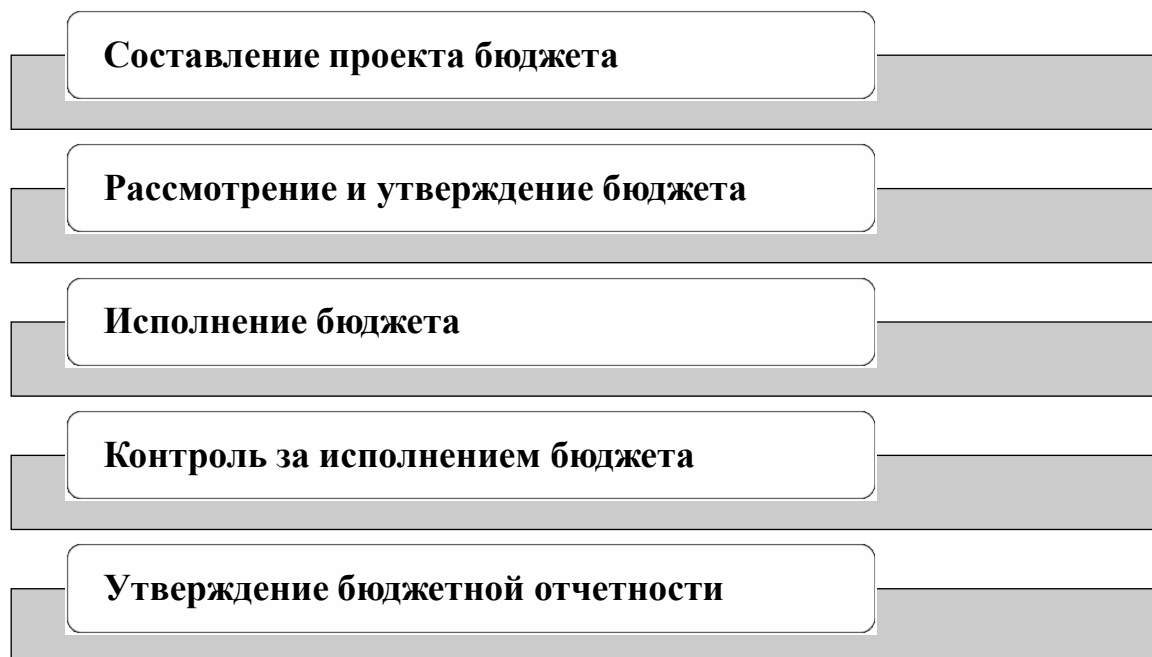 Составление проекта бюджета
Рассмотрение и утверждение бюджета
Исполнение бюджета
Контроль за исполнением бюджета
Утверждение бюджетной отчетности